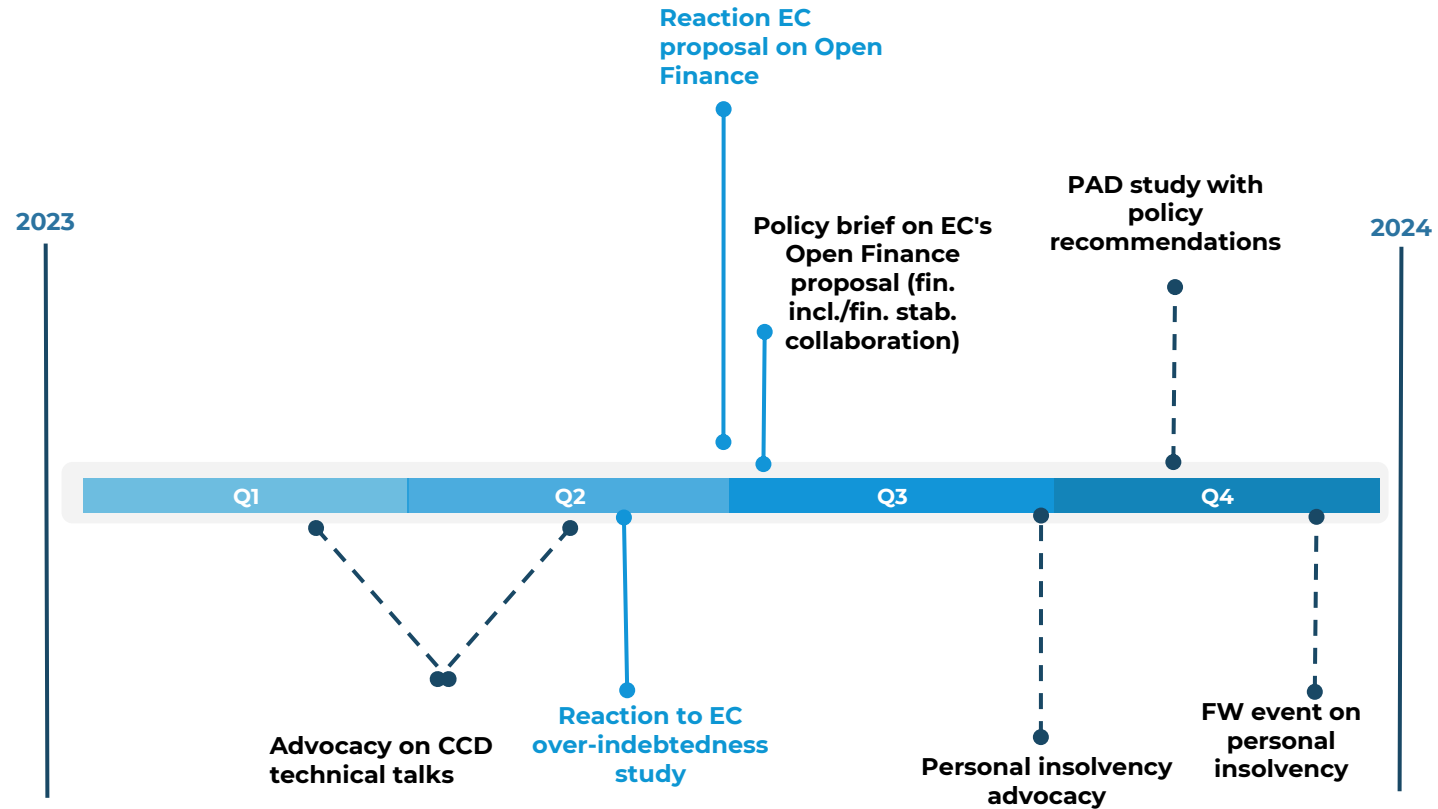 Reaction EC
proposal on Open
Finance
PAD study with
policy
recommendations
2023
Policy brief on EC's
Open Finance
proposal (fin.
incl./fin. stab.
collaboration)
2024
Q1
Q2
Q3
Q4
Advocacy on CCD
technical talks
Reaction to EC
over-indebtedness
study
Personal insolvency
advocacy
FW event on
personal
insolvency